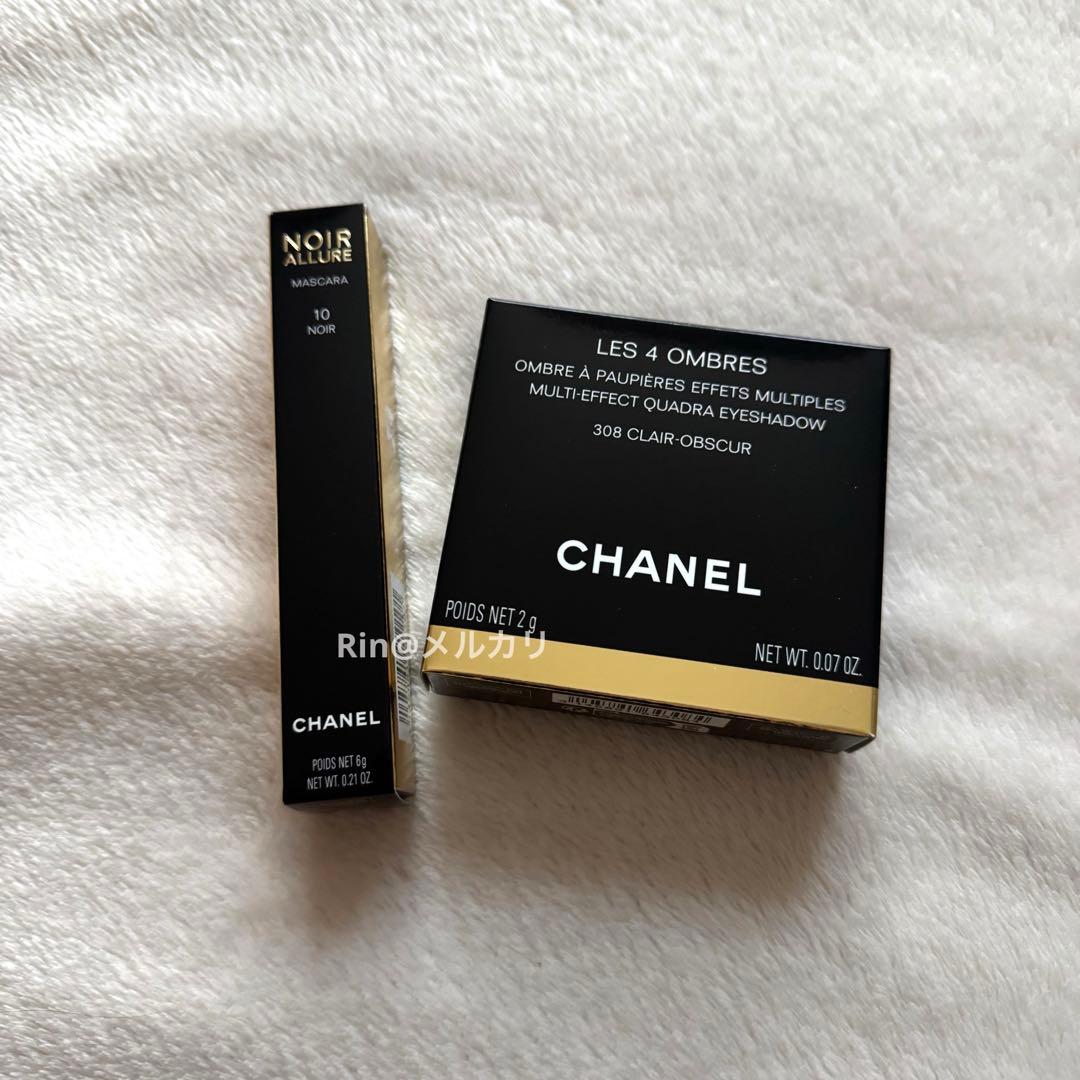 NOIR
ALLURE
MASCARA
10
NOIR
CHANEL
POIDS NET 6g
NET WT. 0.21 OZ.
LES 4 OMBRES
OMBRE À PAUPIÈRES EFFETS MULTIPLES
MULTI-EFFECT QUADRA EYESHADOW
308 CLAIR-OBSCUR
CHANEL
POIDS NET 2 g
NET WT. 0.07 OZ.
Rin@メルカリ